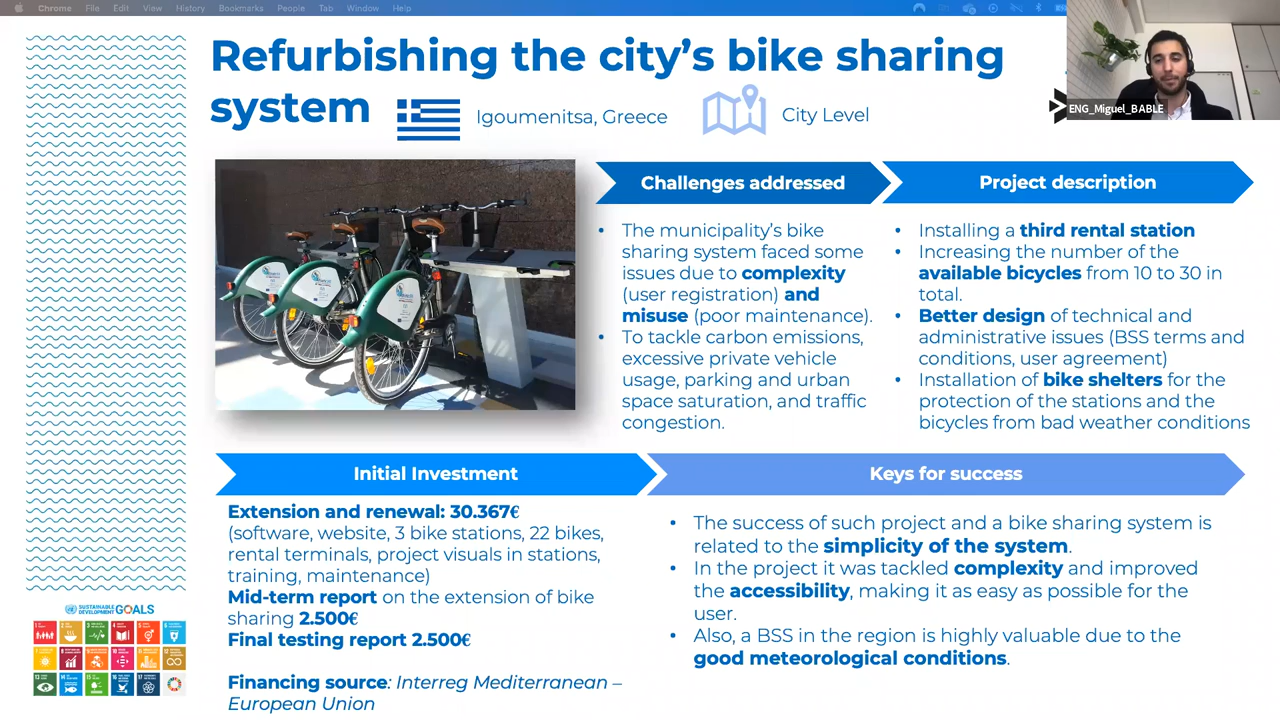 Chrome File Edit View History Bookmarks People Tab Window Help
Refurbishing the city's bike sharing
system
Igoumenitsa, Greece
City Level
ENG_Miguel_BABLE
Challenges addressed
• The municipality's bike
sharing system faced some
issues due to complexity
(user registration) and
misuse (poor maintenance).
• To tackle carbon emissions,
excessive private vehicle
usage, parking and urban
space saturation, and traffic
congestion.
Project description
• Installing a third rental station
• Increasing the number of the
available bicycles from 10 to 30 in
total.
• Better design of technical and
administrative issues (BSS terms and
conditions, user agreement)
• Installation of bike shelters for the
protection of the stations and the
bicycles from bad weather conditions
Initial Investment
Extension and renewal: 30.367€
(software, website, 3 bike stations, 22 bikes,
rental terminals, project visuals in stations,
training, maintenance)
Mid-term report on the extension of bike
sharing 2.500€
Final testing report 2.500€
Financing source: Interreg Mediterranean –
European Union
Keys for success
• The success of such project and a bike sharing system is
related to the simplicity of the system.
• In the project it was tackled complexity and improved
the accessibility, making it as easy as possible for the
user.
• Also, a BSS in the region is highly valuable due to the
good meteorological conditions.
SUSTAINABLE
DEVELOPMENT GOALS